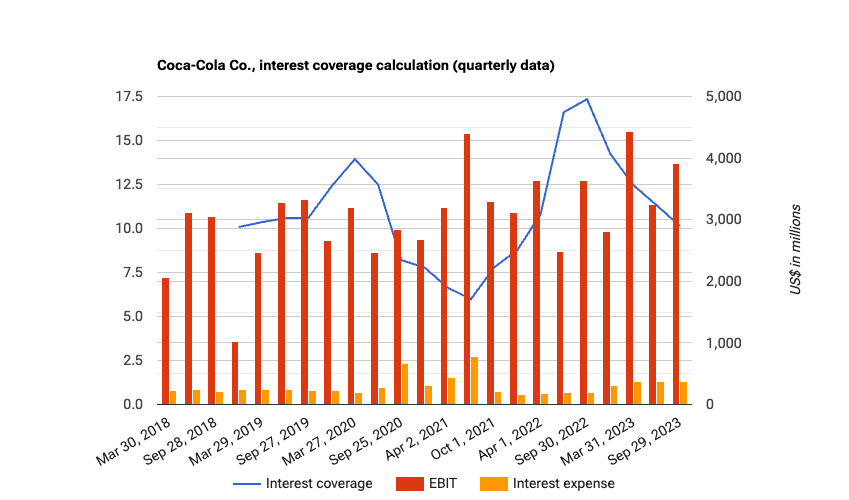 Coca-Cola Co., interest coverage calculation (quarterly data)
17.5
15.0
12.5
10.0
7.5
5.0
2.5
0.0
5,000
4,000
3,000
2,000
1,000
0
US$ in millions
Mar 30, 2018
Sep 28, 2018
Mar 29, 2019
Sep 27, 2019
Mar 27, 2020
Sep 25, 2020
Apr 2, 2021
Oct 1, 2021
Apr 1, 2022
Sep 30, 2022
Mar 31, 2023
Sep 29, 2023
Interest coverage EBIT Interest expense